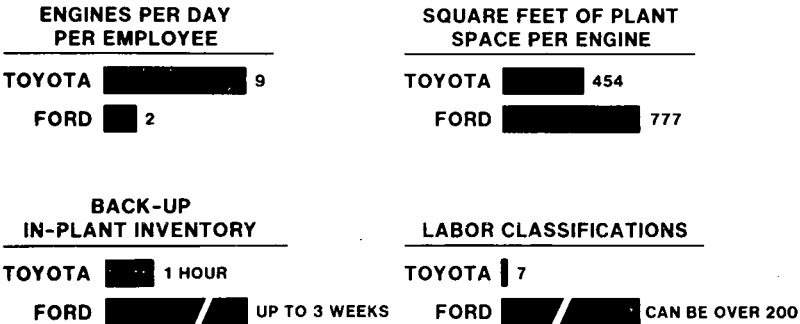 ENGINES PER DAY
PER EMPLOYEE
TOYOTA 9
FORD 2
SQUARE FEET OF PLANT
SPACE PER ENGINE
TOYOTA 454
FORD 777
BACK-UP
IN-PLANT INVENTORY
TOYOTA 1 HOUR
FORD UP TO 3 WEEKS
LABOR CLASSIFICATIONS
TOYOTA 7
FORD CAN BE OVER 200